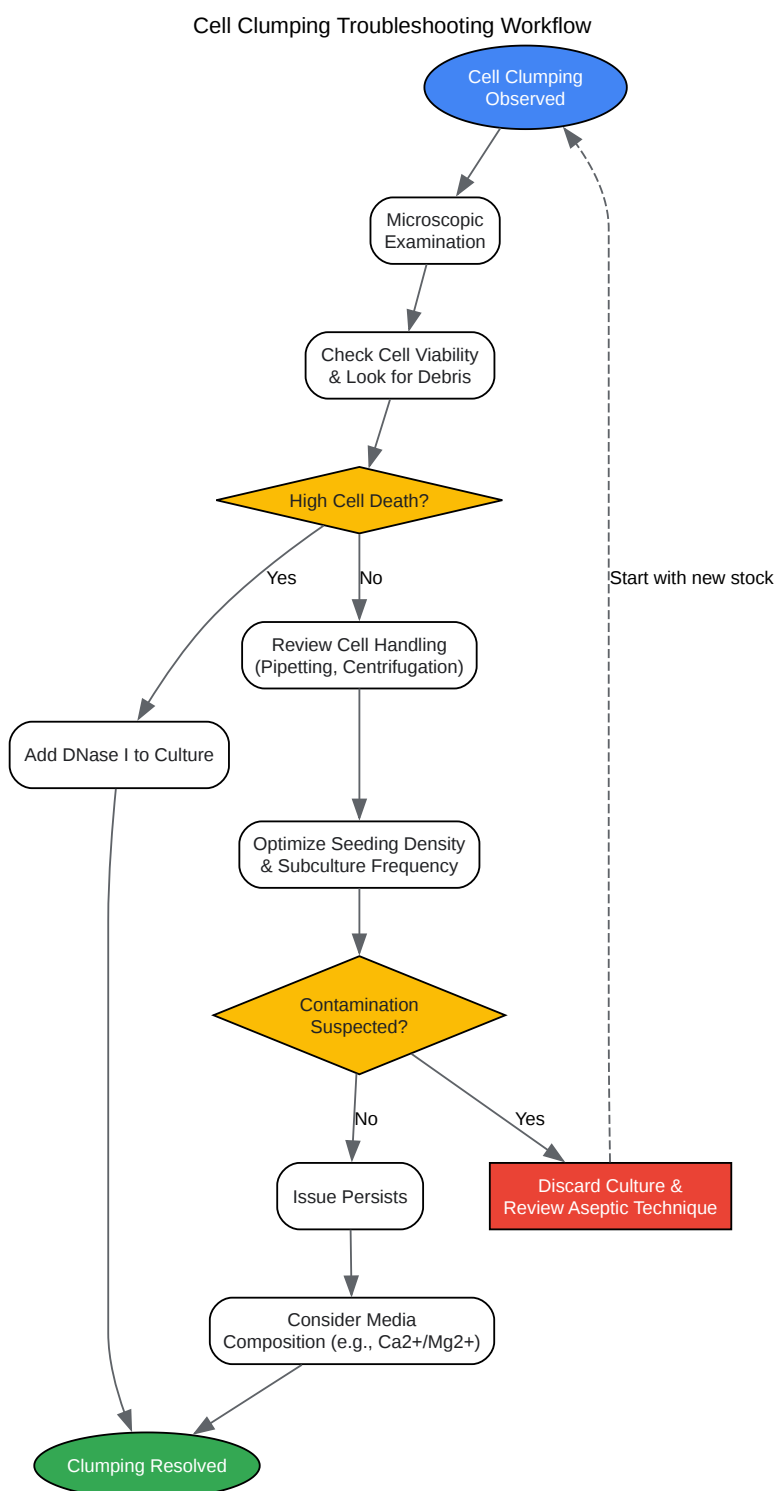 Cell Clumping Troubleshooting Workflow
Cell Clumping
Observed
Microscopic
Examination
Check Cell Viability
& Look for Debris
High Cell Death?
Yes
No
Start with new stock
Review Cell Handling
(Pipetting, Centrifugation)
Add DNase I to Culture
Optimize Seeding Density
& Subculture Frequency
Contamination
Suspected?
No
Yes
Issue Persists
Discard Culture &
Review Aseptic Technique
Consider Media
Composition (e.g., Ca2+/Mg2+)
Clumping Resolved